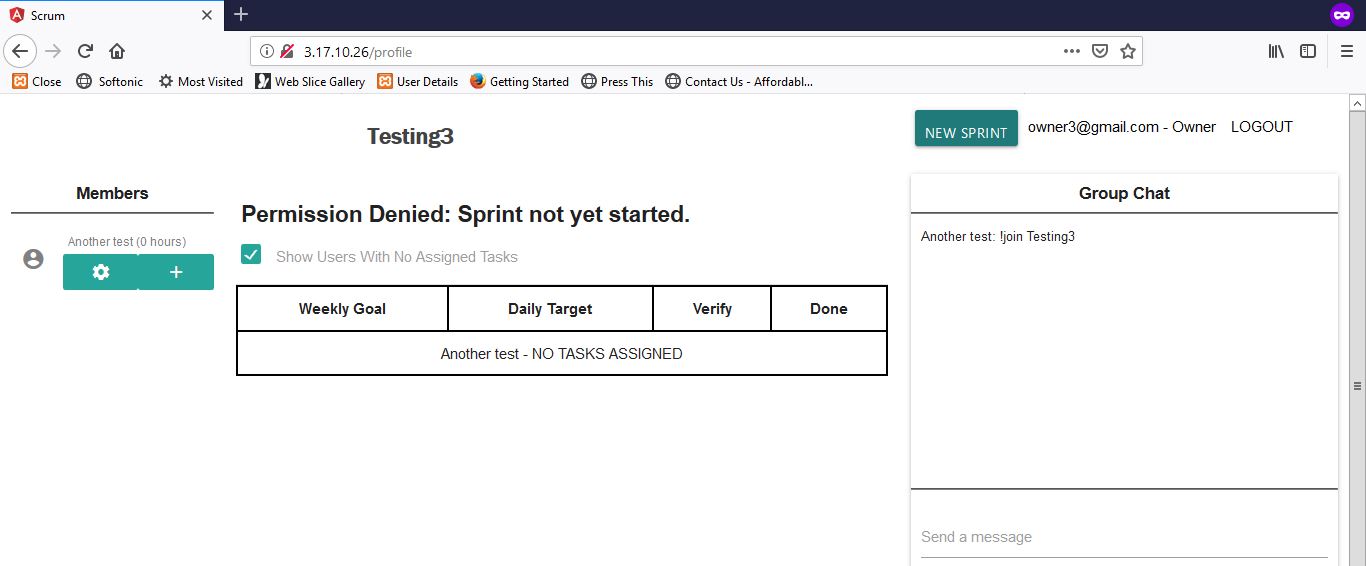 Scrum
3.17.10.26/profile
Close Softonic Most Visited Web Slice Gallery User Details Getting Started Press This Contact Us - Affordabl...
Testing3
NEW SPRINT owner3@gmail.com - Owner LOGOUT
Members
Another test (0 hours)
Permission Denied: Sprint not yet started.
Show Users With No Assigned Tasks
Weekly Goal Daily Target Verify Done
Another test - NO TASKS ASSIGNED
Group Chat
Another test: !join Testing3
Send a message